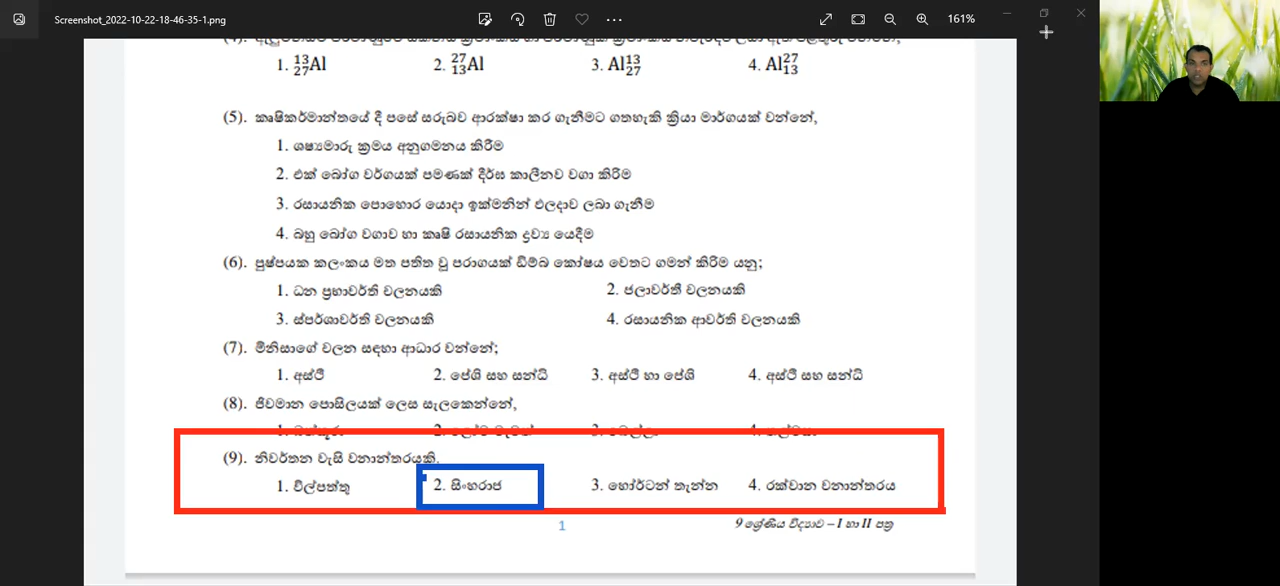 Screenshot_2022-10-22-18-46-35-1.png
161%
1. ¹³₂₇Al 2. ²⁷₁₃Al 3. Al¹³₂₇ 4. Al²⁷₁₃
(5). කෘෂිකර්මාන්තයේ දී පසේ සරුබව ආරක්ෂා කර ගැනීමට ගතහැකි ක්‍රියා මාර්ගයක් වන්නේ,
1. ශෂ්‍යමාරු ක්‍රමය අනුගමනය කිරීම
2. එක් බෝග වර්ගයක් පමණක් දීර්ඝ කාලීනව වගා කිරිම
3. රසායනික පොහොර යොදා ඉක්මනින් ඵලදාව ලබා ගැනීම
4. බහු බෝග වගාව හා කෘෂි රසායනික ද්‍රව්‍ය යෙදීම
(6). පුෂ්පයක කලංකය මත පතිත වූ පරාගයක් ඩිම්බ කෝෂය වෙතට ගමන් කිරිම යනු;
1. ධන ප්‍රභාවර්ති චලනයකි 2. ජලාවර්තී චලනයකි
3. ස්පර්ශාවර්ති චලනයකි 4. රසායනික ආවර්ති චලනයකි
(7). මිනිසාගේ චලන සඳහා ආධාර වන්නේ;
1. අස්ථි 2. පේශි සහ සන්ධි 3. අස්ථි හා පේශි 4. අස්ථි සහ සන්ධි
(8). ජිවමාන පොසිලයක් ලෙස සැලකෙන්නේ,
(9). නිවර්තන වැසි වනාන්තරයකි,
1. විල්පත්තු 2. සිංහරාජ 3. හෝර්ටන් තැන්න 4. රක්වාන වනාන්තරය
1 9 ශ්‍රේණිය විද්‍යාව – I හා II පත්‍ර